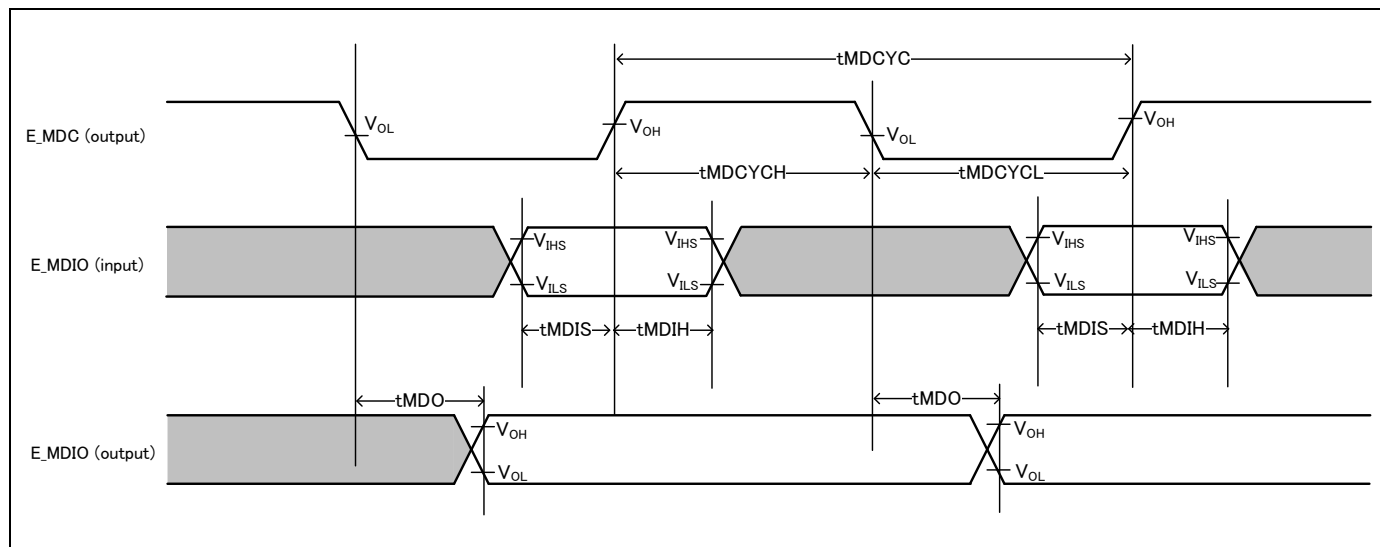 tMDCYC
E_MDC (output)
VOL
VOH
VOL
VOH
tMDCYCH
tMDCYCL
E_MDIO (input)
VIHS
VIHS
VIHS
VIHS
VILS
VILS
VILS
VILS
tMDIS
tMDIH
tMDIS
tMDIH
tMDO
tMDO
E_MDIO (output)
VOH
VOH
VOL
VOL